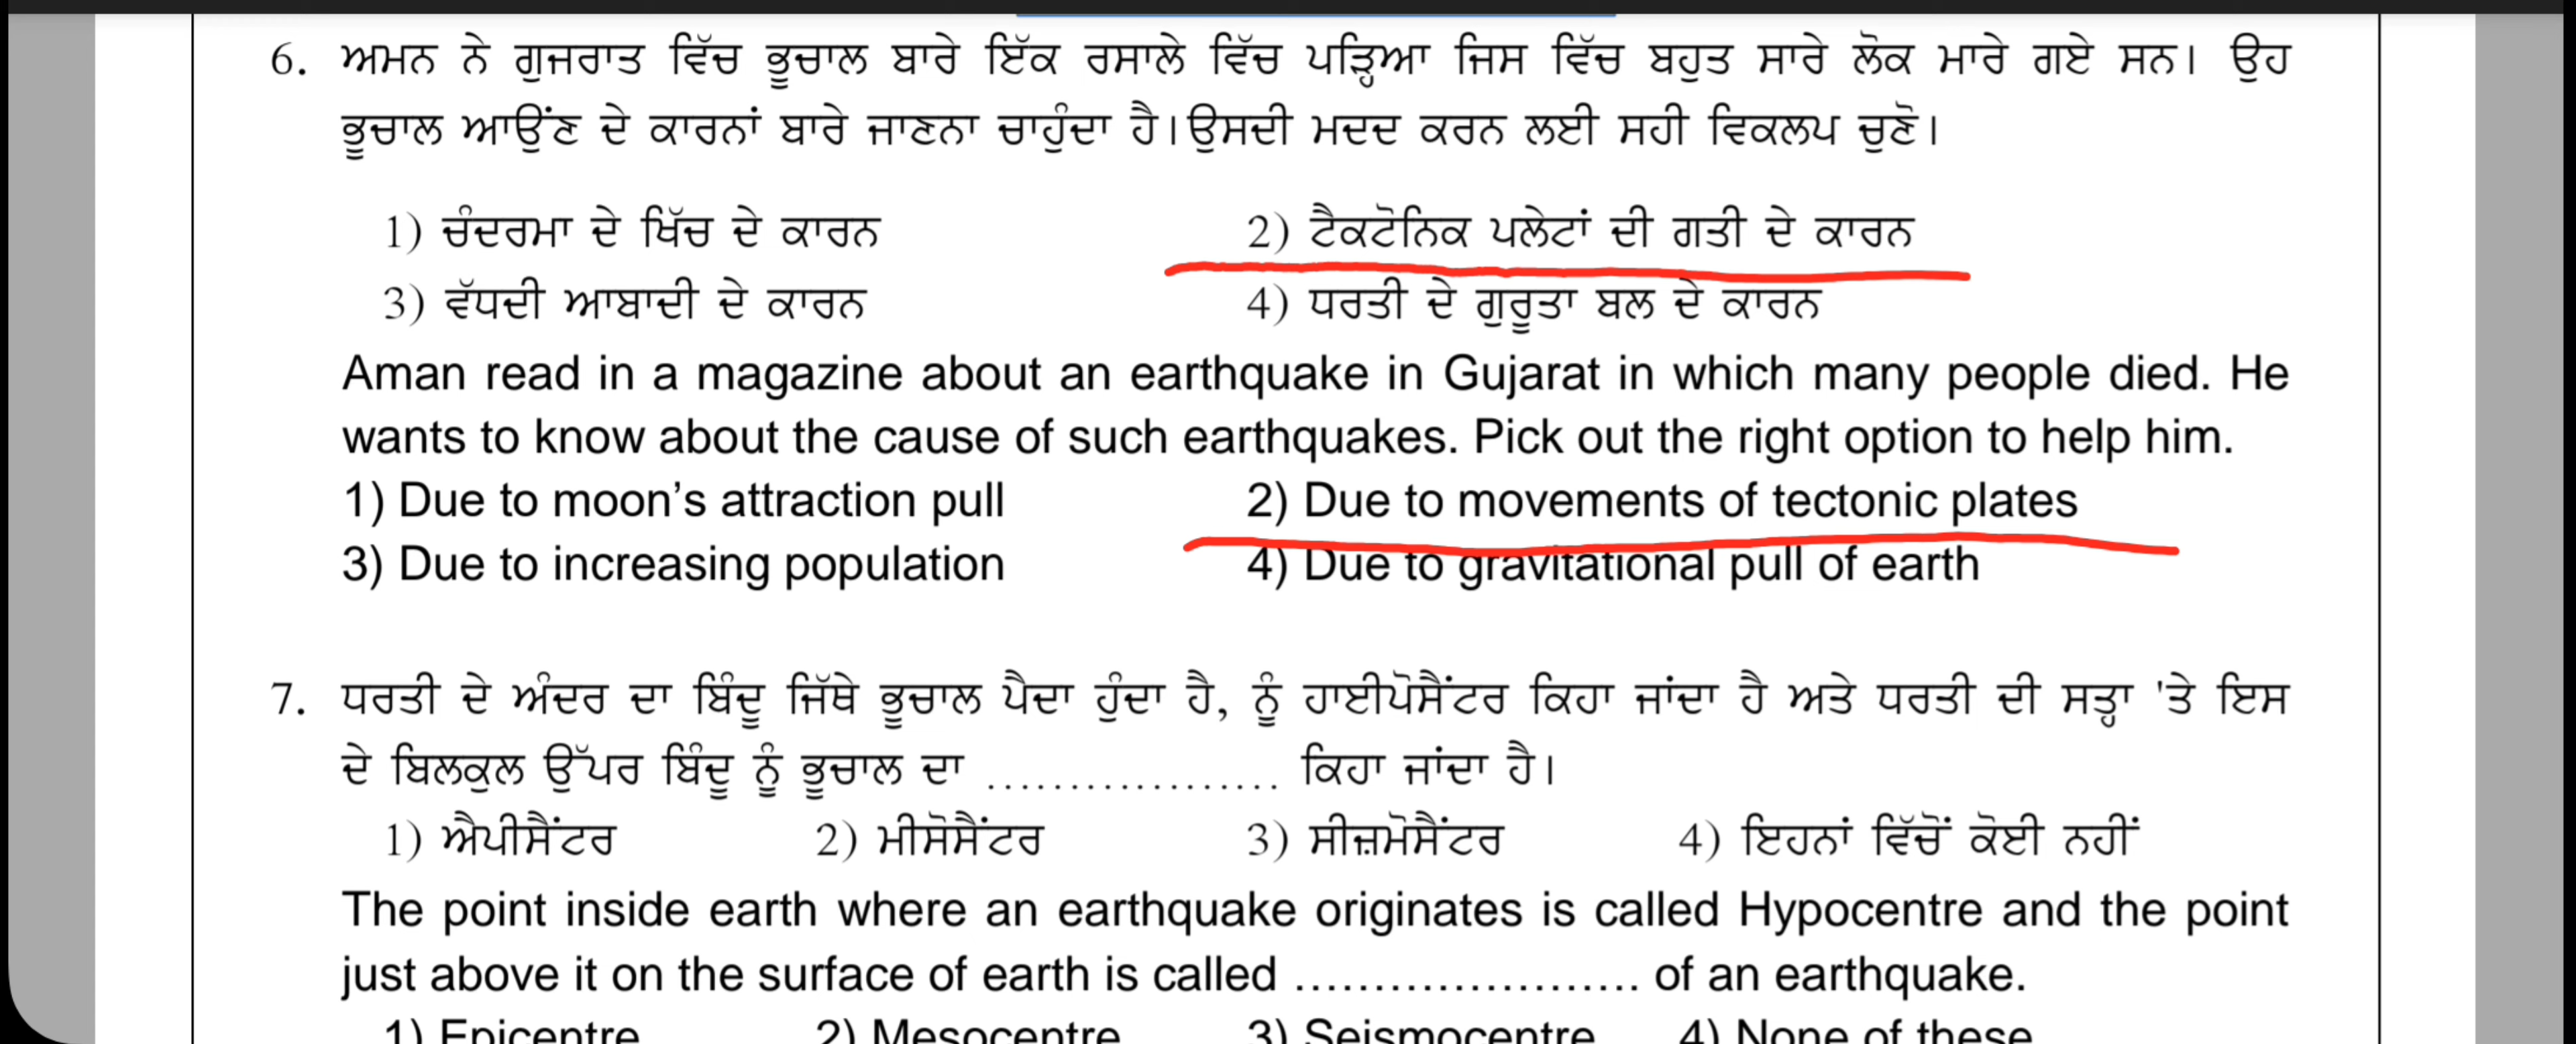 6. ਅਮਨ ਨੇ ਗੁਜਰਾਤ ਵਿੱਚ ਭੂਚਾਲ ਬਾਰੇ ਇੱਕ ਰਸਾਲੇ ਵਿੱਚ ਪੜ੍ਹਿਆ ਜਿਸ ਵਿੱਚ ਬਹੁਤ ਸਾਰੇ ਲੋਕ ਮਾਰੇ ਗਏ ਸਨ। ਉਹ
ਭੂਚਾਲ ਆਉਂਣ ਦੇ ਕਾਰਨਾਂ ਬਾਰੇ ਜਾਣਨਾ ਚਾਹੁੰਦਾ ਹੈ। ਉਸਦੀ ਮਦਦ ਕਰਨ ਲਈ ਸਹੀ ਵਿਕਲਪ ਚੁਣੋ।
1) ਚੰਦਰਮਾ ਦੇ ਖਿੱਚ ਦੇ ਕਾਰਨ 2) ਟੈਕਟੋਨਿਕ ਪਲੇਟਾਂ ਦੀ ਗਤੀ ਦੇ ਕਾਰਨ
3) ਵੱਧਦੀ ਆਬਾਦੀ ਦੇ ਕਾਰਨ 4) ਧਰਤੀ ਦੇ ਗੁਰੂਤਾ ਬਲ ਦੇ ਕਾਰਨ
Aman read in a magazine about an earthquake in Gujarat in which many people died. He
wants to know about the cause of such earthquakes. Pick out the right option to help him.
1) Due to moon’s attraction pull 2) Due to movements of tectonic plates
3) Due to increasing population 4) Due to gravitational pull of earth
7. ਧਰਤੀ ਦੇ ਅੰਦਰ ਦਾ ਬਿੰਦੂ ਜਿੱਥੇ ਭੂਚਾਲ ਪੈਦਾ ਹੁੰਦਾ ਹੈ, ਨੂੰ ਹਾਈਪੋਸੈਂਟਰ ਕਿਹਾ ਜਾਂਦਾ ਹੈ ਅਤੇ ਧਰਤੀ ਦੀ ਸਤ੍ਹਾ 'ਤੇ ਇਸ
ਦੇ ਬਿਲਕੁਲ ਉੱਪਰ ਬਿੰਦੂ ਨੂੰ ਭੂਚਾਲ ਦਾ .................. ਕਿਹਾ ਜਾਂਦਾ ਹੈ।
1) ਐਪੀਸੈਂਟਰ 2) ਮੀਸੋਸੈਂਟਰ 3) ਸੀਜ਼ਮੋਸੈਂਟਰ 4) ਇਹਨਾਂ ਵਿੱਚੋਂ ਕੋਈ ਨਹੀਂ
The point inside earth where an earthquake originates is called Hypocentre and the point
just above it on the surface of earth is called ...................... of an earthquake.
1) Epicentre 2) Mesocentre 3) Seismocentre 4) None of these